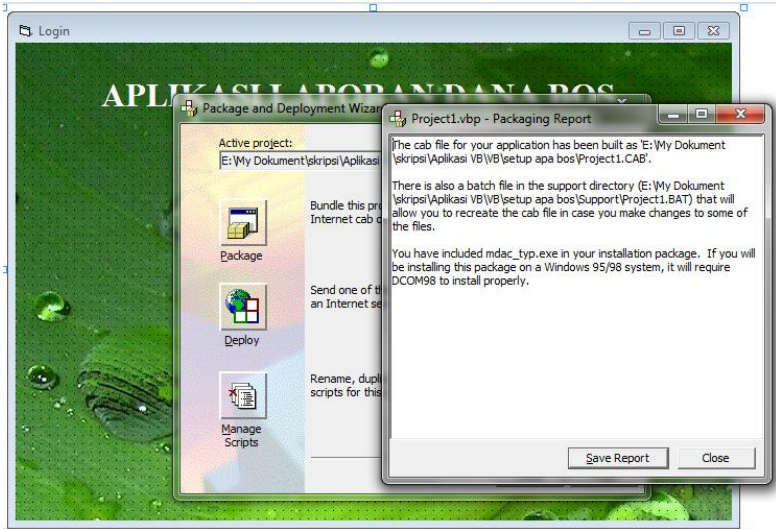 Login
APLIKASI LAPORAN DANA BOS
Package and Deployment Wizar
Active project:
E:\My Dokument\skripsi\Aplikasi
Package
Bundle this pro
Internet cab
Deploy
Send one of th
an Internet se
Manage
Scripts
Rename, dupli
scripts for this
Project1.vbp - Packaging Report
The cab file for your application has been built as 'E:\My Dokument
\skripsi\Aplikasi VB\VB\setup apa bos\Project1.CAB'.
There is also a batch file in the support directory (E:\My Dokument
\skripsi\Aplikasi VB\VB\setup apa bos\Support\Project1.BAT) that will
allow you to recreate the cab file in case you make changes to some of
the files.
You have included mdac_typ.exe in your installation package.  If you will
be installing this package on a Windows 95/98 system, it will require
DCOM98 to install properly.
Save Report
Close